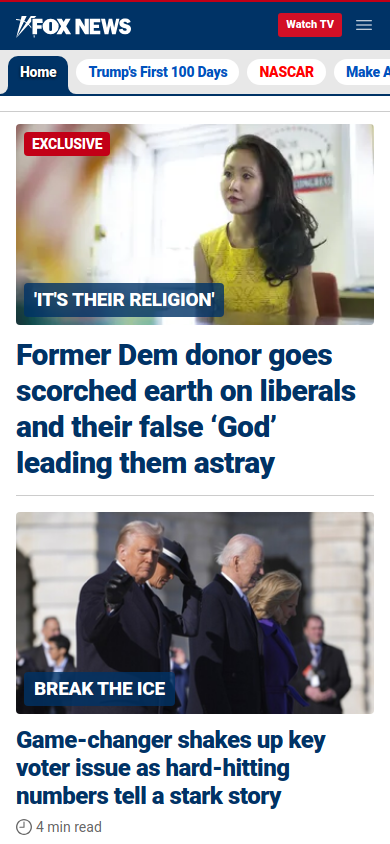 FOX NEWS
Watch TV
Home
Trump's First 100 Days
NASCAR
Make A
EXCLUSIVE
DY
CONGRESS
'IT'S THEIR RELIGION'
Former Dem donor goes
scorched earth on liberals
and their false ‘God’
leading them astray
BREAK THE ICE
Game-changer shakes up key
voter issue as hard-hitting
numbers tell a stark story
4 min read